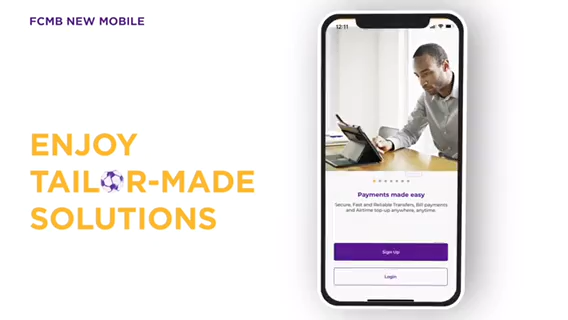 FCMB NEW MOBILE
ENJOY
TAILOR-MADE
SOLUTIONS
12:11
Payments made easy
Secure, Fast and Reliable Transfers, Bill payments
and Airtime top-up anywhere, anytime.
Sign Up
Login